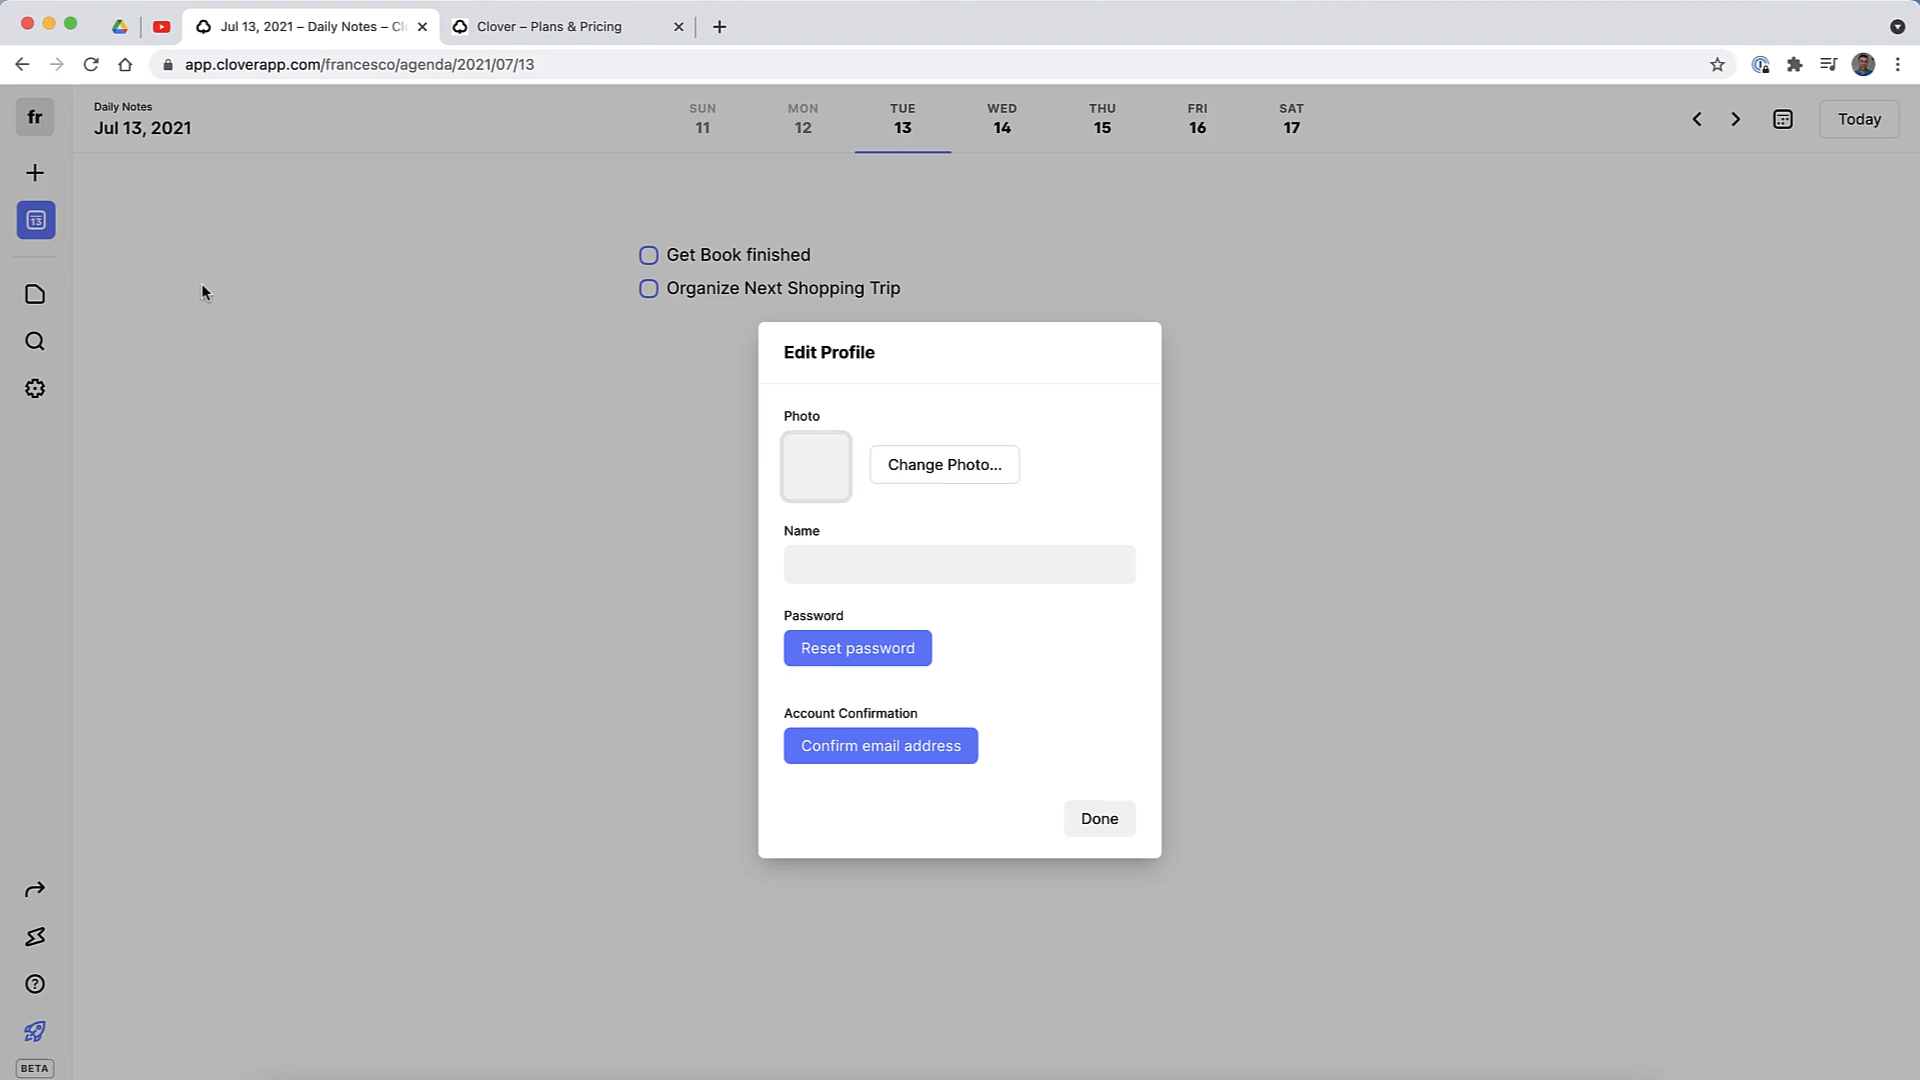 Jul 13, 2021 – Daily Notes – Cl
Clover – Plans & Pricing
app.cloverapp.com/francesco/agenda/2021/07/13
fr
Daily Notes
Jul 13, 2021
SUN
11
MON
12
TUE
13
WED
14
THU
15
FRI
16
SAT
17
Today
13
Get Book finished
Organize Next Shopping Trip
Edit Profile
Photo
Change Photo...
Name
Password
Reset password
Account Confirmation
Confirm email address
Done
BETA